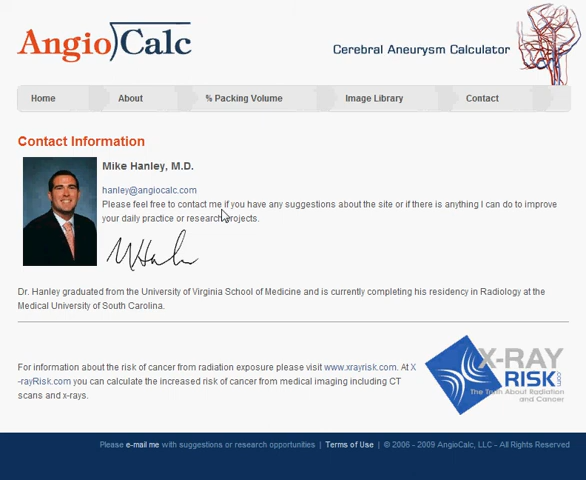 Angio Calc
Cerebral Aneurysm Calculator
Home About % Packing Volume Image Library Contact
Contact Information
Mike Hanley, M.D.
hanley@angiocalc.com
Please feel free to contact me if you have any suggestions about the site or if there is anything I can do to improve
your daily practice or research projects.
M Hanley
Dr. Hanley graduated from the University of Virginia School of Medicine and is currently completing his residency in Radiology at the
Medical University of South Carolina.
For information about the risk of cancer from radiation exposure please visit www.xrayrisk.com. At X
-rayRisk.com you can calculate the increased risk of cancer from medical imaging including CT
scans and x-rays.
X-RAY
RISK.com
The Truth About Radiation
and Cancer
Please e-mail me with suggestions or research opportunities | Terms of Use | © 2006 - 2009 AngioCalc, LLC - All Rights Reserved